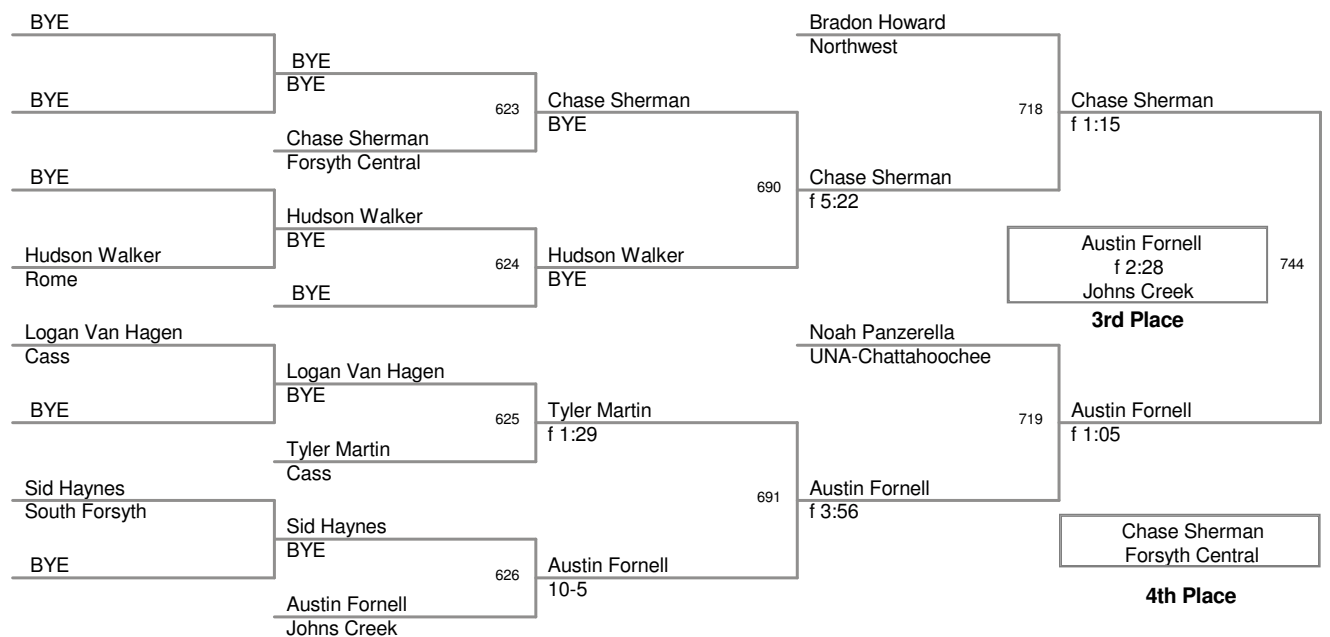 BYE
BYE
BYE
BYE
623
Chase Sherman
Forsyth Central
Chase Sherman
BYE
BYE
Hudson Walker
Rome
Hudson Walker
BYE
624
BYE
Hudson Walker
BYE
690
Chase Sherman
f 5:22
Bradon Howard
Northwest
718
Chase Sherman
f 1:15
Logan Van Hagen
Cass
BYE
Logan Van Hagen
BYE
625
Tyler Martin
Cass
Tyler Martin
f 1:29
Sid Haynes
South Forsyth
BYE
Sid Haynes
BYE
626
Austin Fornell
Johns Creek
Austin Fornell
10-5
691
Austin Fornell
f 3:56
Noah Panzerella
UNA-Chattahoochee
719
Austin Fornell
f 1:05
Austin Fornell
f 2:28
Johns Creek
744
3rd Place
Chase Sherman
Forsyth Central
4th Place